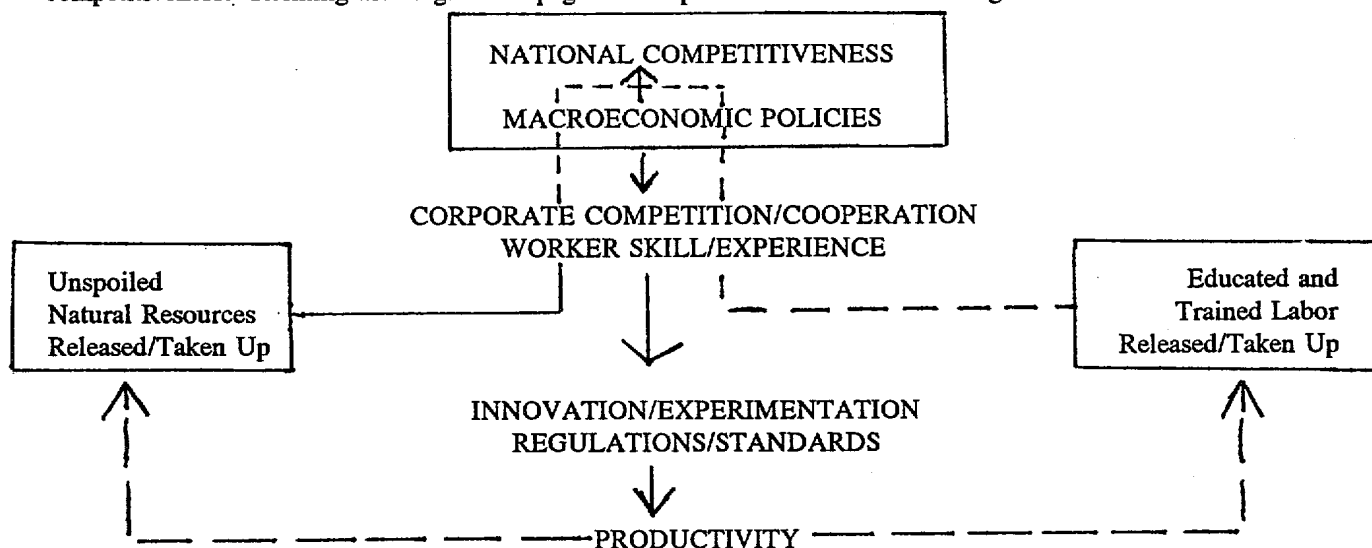 NATIONAL COMPETITIVENESS
MACROECONOMIC POLICIES
CORPORATE COMPETITION/COOPERATION
WORKER SKILL/EXPERIENCE
Unspoiled
Natural Resources
Released/Taken Up
Educated and
Trained Labor
Released/Taken Up
INNOVATION/EXPERIMENTATION
REGULATIONS/STANDARDS
PRODUCTIVITY